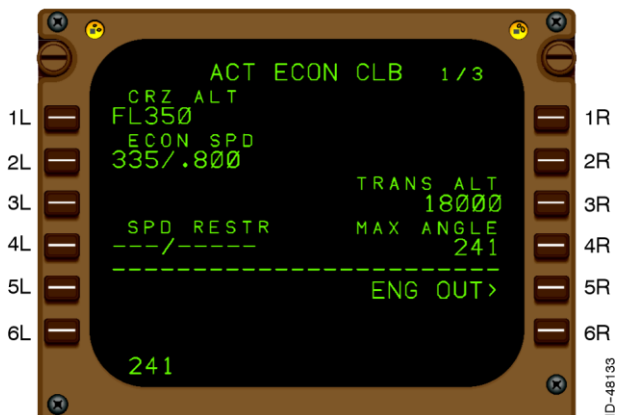 ACT ECON CLB 1/3
CRZ ALT
1L FL350 1R
ECON SPD
2L 335/.800 2R
TRANS ALT
3L 18000 3R
SPD RESTR MAX ANGLE
4L ---/----- 241 4R
------------------------
5L ENG OUT> 5R
6L 6R
241
ID-48133